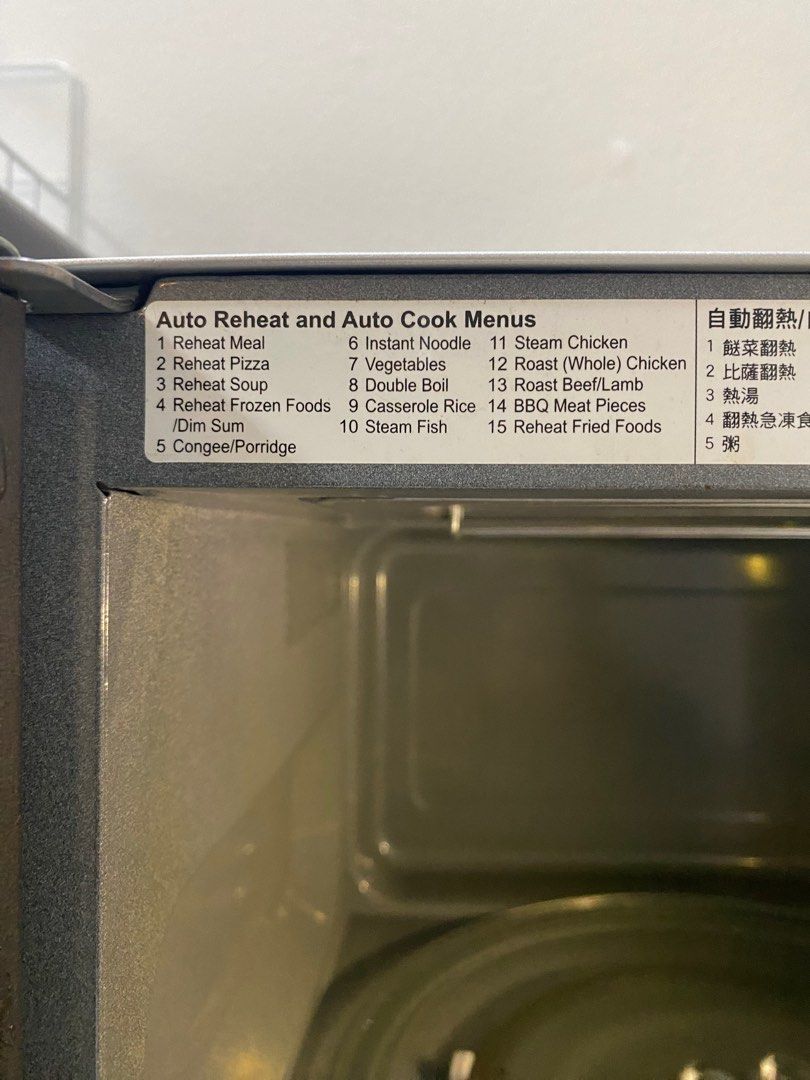 Auto Reheat and Auto Cook Menus
1 Reheat Meal
2 Reheat Pizza
3 Reheat Soup
4 Reheat Frozen Foods
/Dim Sum
5 Congee/Porridge
6 Instant Noodle
7 Vegetables
8 Double Boil
9 Casserole Rice
10 Steam Fish
11 Steam Chicken
12 Roast (Whole) Chicken
13 Roast Beef/Lamb
14 BBQ Meat Pieces
15 Reheat Fried Foods
自動翻熱/
1 餸菜翻熱
2 比薩翻熱
3 熱湯
4 翻熱急凍食
5 粥